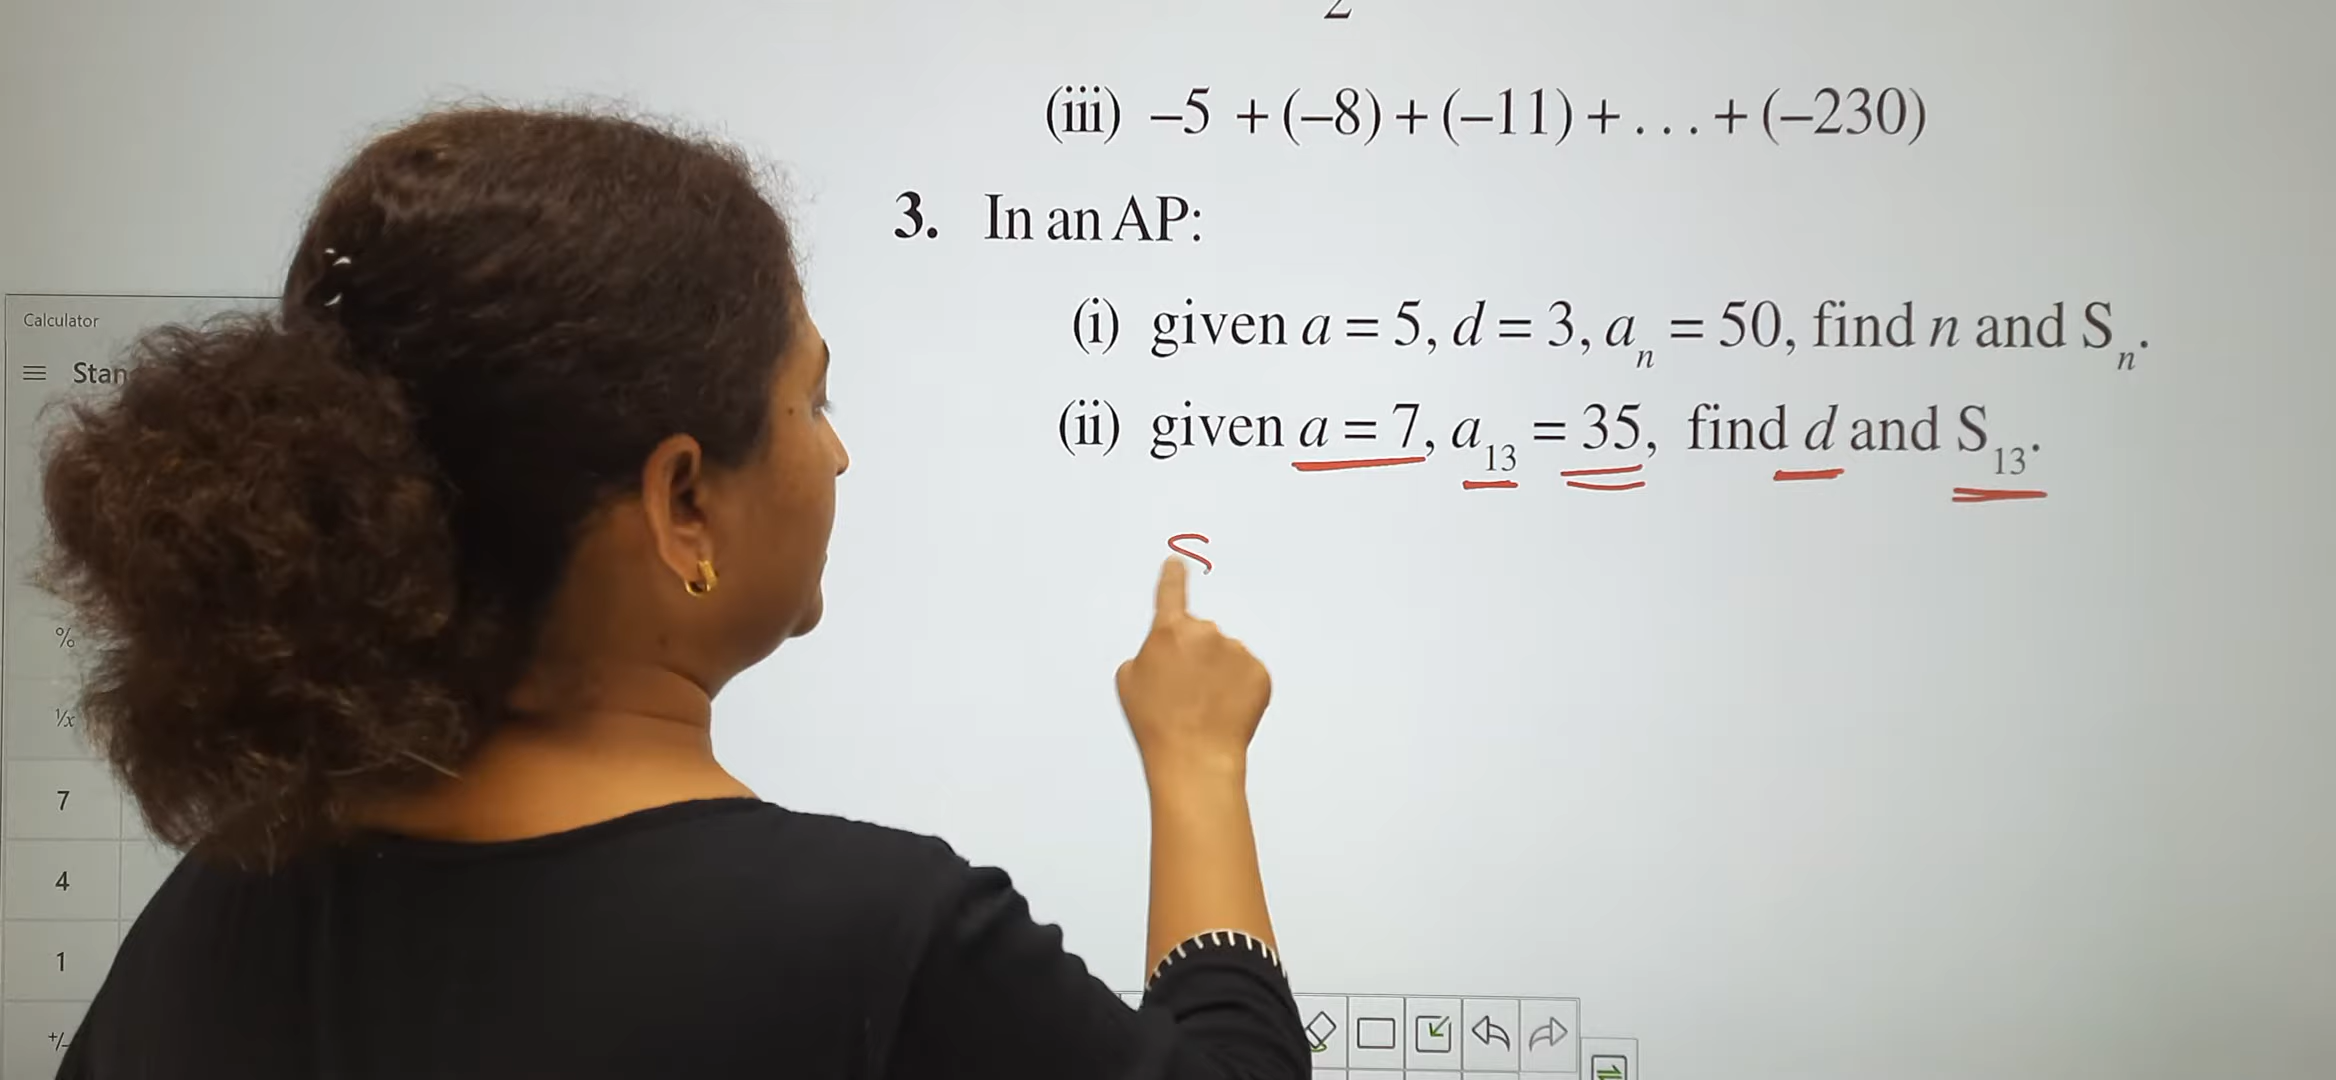 (iii) –5 + (–8) + (–11) + . . . + (–230)
3. In an AP:
(i) given a = 5, d = 3, aₙ = 50, find n and Sₙ.
(ii) given a = 7, a₁₃ = 35, find d and S₁₃.
S
Calculator
☰ Stan
%
¹/x
7
4
1
+/-